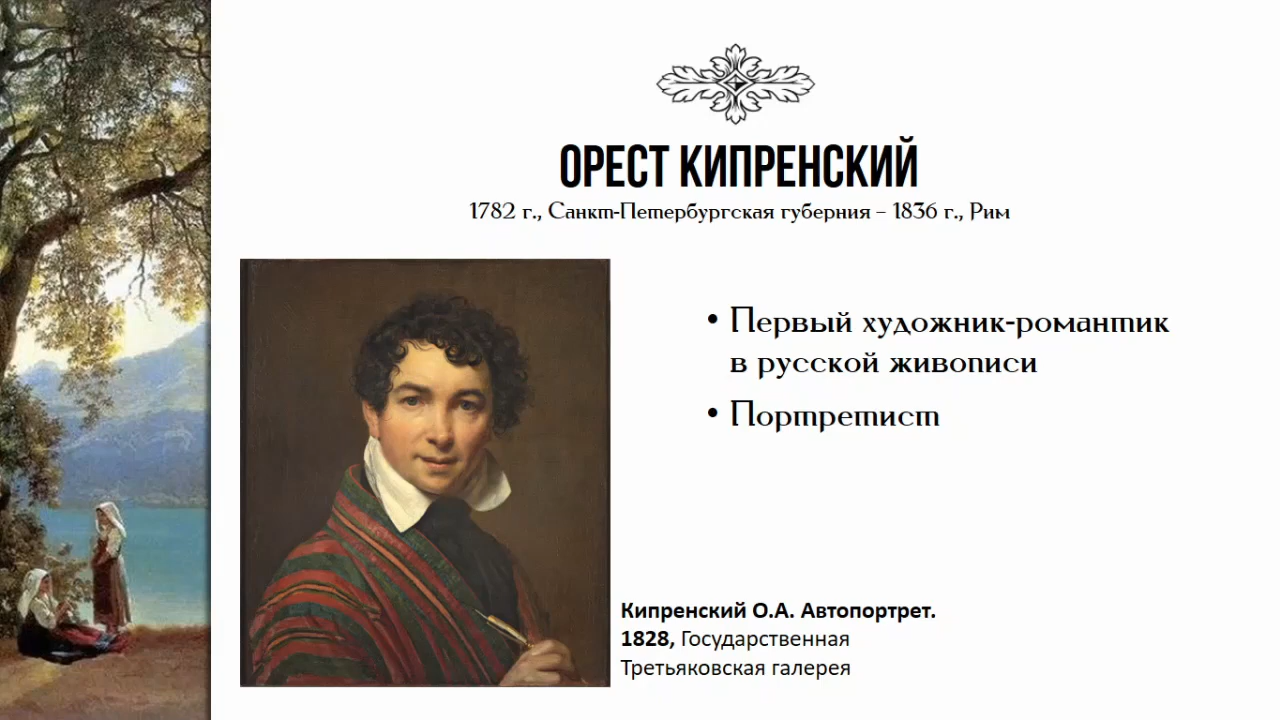 ОРЕСТ КИПРЕНСКИЙ
1782 г., Санкт-Петербургская губерния – 1836 г., Рим
• Первый художник-романтик
в русской живописи
• Портретист
Кипренский О.А. Автопортрет.
1828, Государственная
Третьяковская галерея